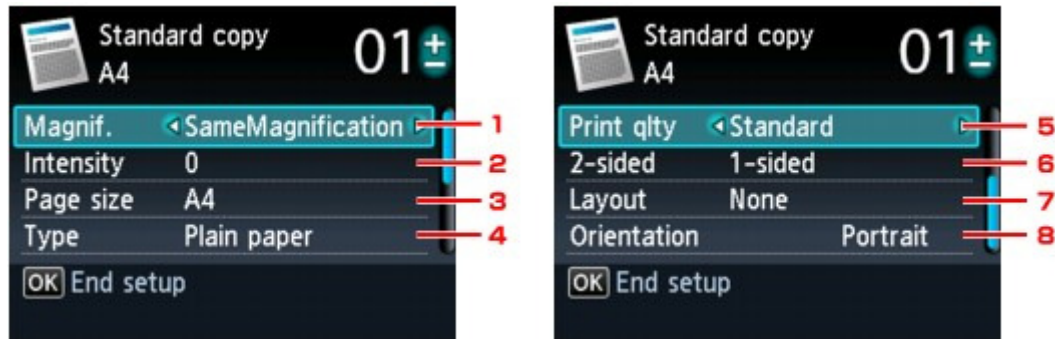 Standard copy
A4
01
Magnif. SameMagnification 1
Intensity 0 2
Page size A4 3
Type Plain paper 4
OK End setup
Standard copy
A4
01
Print qlty Standard 5
2-sided 1-sided 6
Layout None 7
Orientation Portrait 8
OK End setup